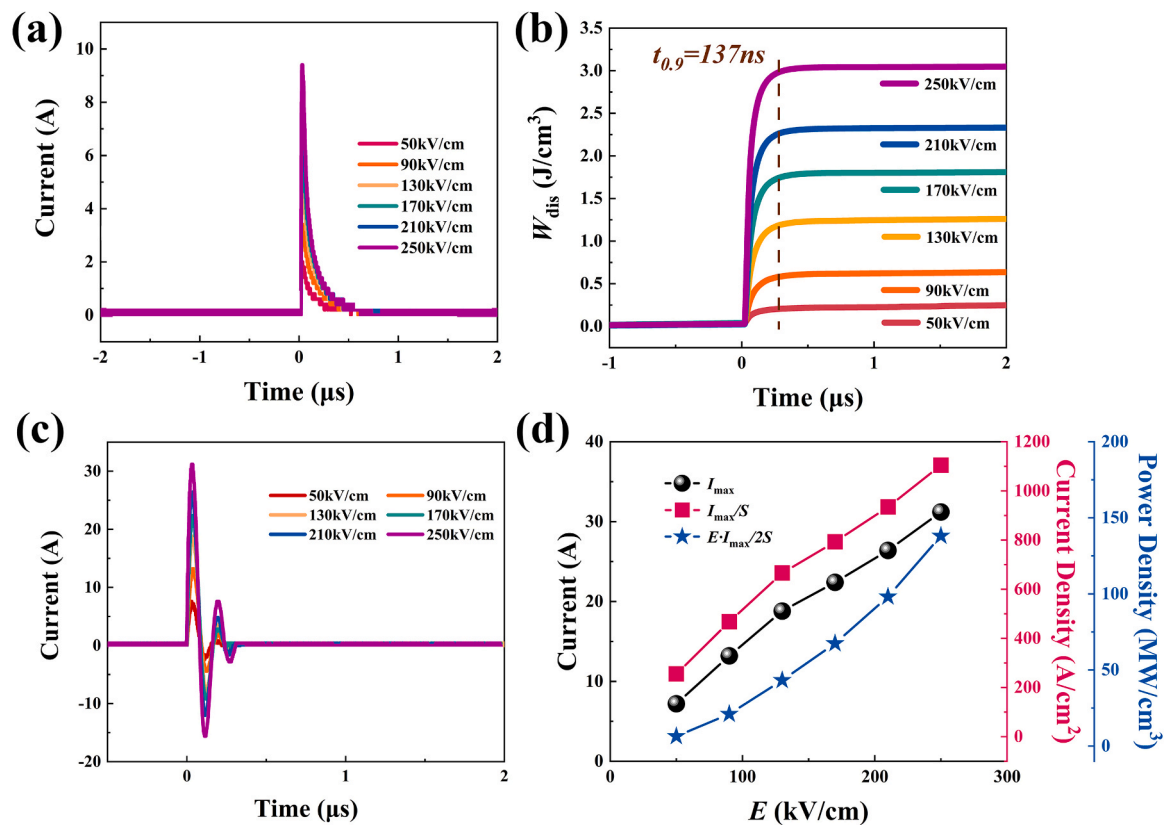 (a)
10
8
6
4
2
0
Current (A)
50kV/cm
90kV/cm
130kV/cm
170kV/cm
210kV/cm
250kV/cm
-2
-1
0
1
2
Time (μs)
(b)
t0.9=137ns
3.5
3.0
2.5
2.0
1.5
1.0
0.5
0.0
Wdis (J/cm3)
250kV/cm
210kV/cm
170kV/cm
130kV/cm
90kV/cm
50kV/cm
-1
0
1
2
Time (μs)
(c)
30
20
10
0
-10
-20
Current (A)
50kV/cm 90kV/cm
130kV/cm 170kV/cm
210kV/cm 250kV/cm
0
1
2
Time (μs)
(d)
40
30
20
10
0
Current (A)
Imax
Imax/S
E·Imax/2S
0
100
200
300
E (kV/cm)
1200
1000
800
600
400
200
0
Current Density (A/cm2)
200
150
100
50
0
Power Density (MW/cm3)